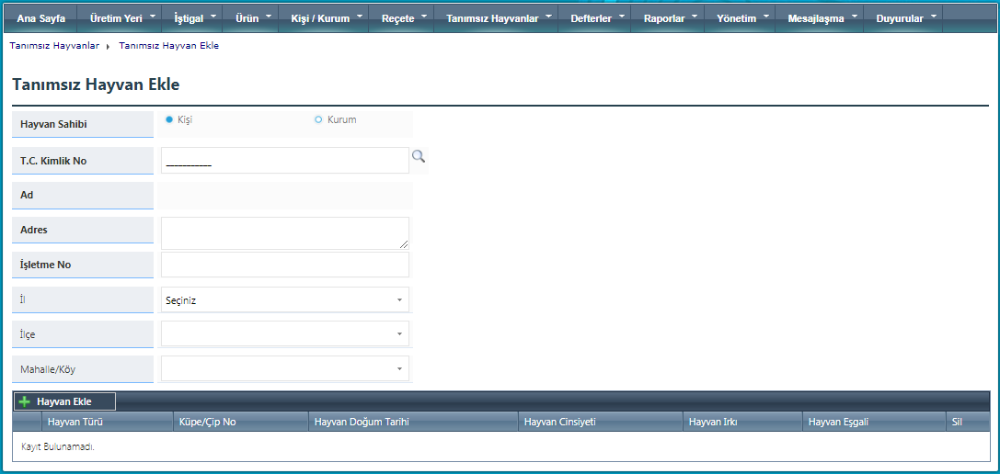 Ana Sayfa Üretim Yeri İştigal Ürün Kişi / Kurum Reçete Tanımsız Hayvanlar Defterler Raporlar Yönetim Mesajlaşma Duyurular
Tanımsız Hayvanlar Tanımsız Hayvan Ekle
Tanımsız Hayvan Ekle
Hayvan Sahibi Kişi Kurum
T.C. Kimlik No ___________
Ad
Adres
İşletme No
İl Seçiniz
İlçe
Mahalle/Köy
Hayvan Ekle
Hayvan Türü Küpe/Çip No Hayvan Doğum Tarihi Hayvan Cinsiyeti Hayvan Irkı Hayvan Eşgali Sil
Kayıt Bulunamadı.